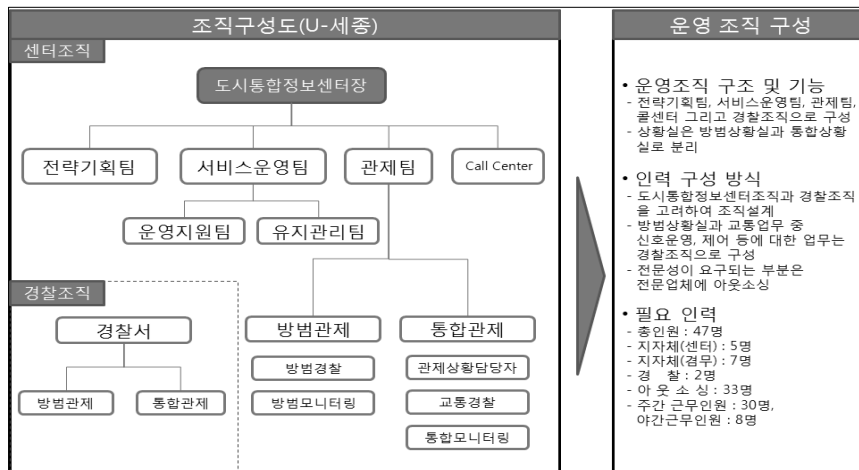 조직구성도(U-세종)
센터조직
도시통합정보센터장
전략기획팀
서비스운영팀
관제팀
Call Center
운영지원팀
유지관리팀
경찰조직
경찰서
방범관제
통합관제
방범관제
방범경찰
방범모니터링
통합관제
관제상황담당자
교통경찰
통합모니터링
운영 조직 구성
• 운영조직 구조 및 기능
- 전략기획팀, 서비스운영팀, 관제팀,
콜센터 그리고 경찰조직으로 구성
- 상황실은 방범상황실과 통합상황
실로 분리
• 인력 구성 방식
- 도시통합정보센터조직과 경찰조직
을 고려하여 조직설계
- 방범상황실과 교통업무 중
신호운영, 제어 등에 대한 업무는
경찰조직으로 구성
- 전문성이 요구되는 부분은
전문업체에 아웃소싱
• 필요 인력
- 총인원 : 47명
- 지자체(센터) : 5명
- 지자체(겸무) : 7명
- 경 찰 : 2명
- 아 웃 소 싱 : 33명
- 주간 근무인원 : 30명,
야간근무인원 : 8명